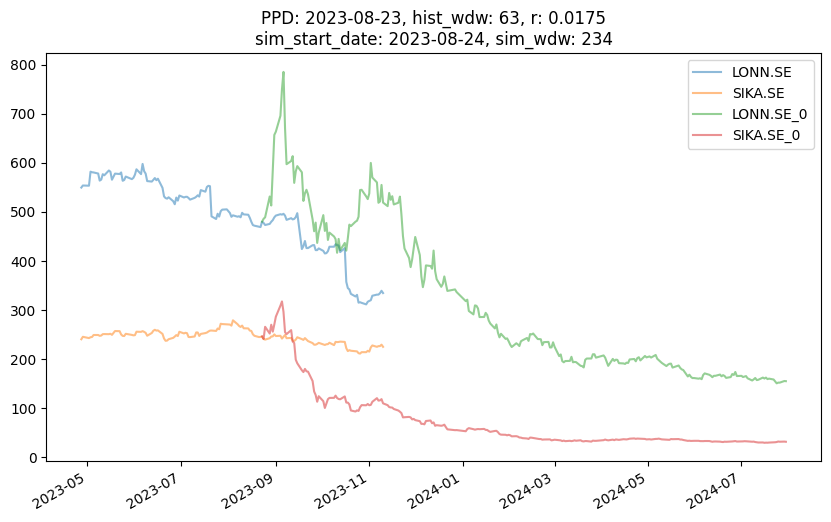 PPD: 2023-08-23, hist_wdw: 63, r: 0.0175
sim_start_date: 2023-08-24, sim_wdw: 234
LONN.SE
SIKA.SE
LONN.SE_0
SIKA.SE_0
800
700
600
500
400
300
200
100
0
2023-05
2023-07
2023-09
2023-11
2024-01
2024-03
2024-05
2024-07